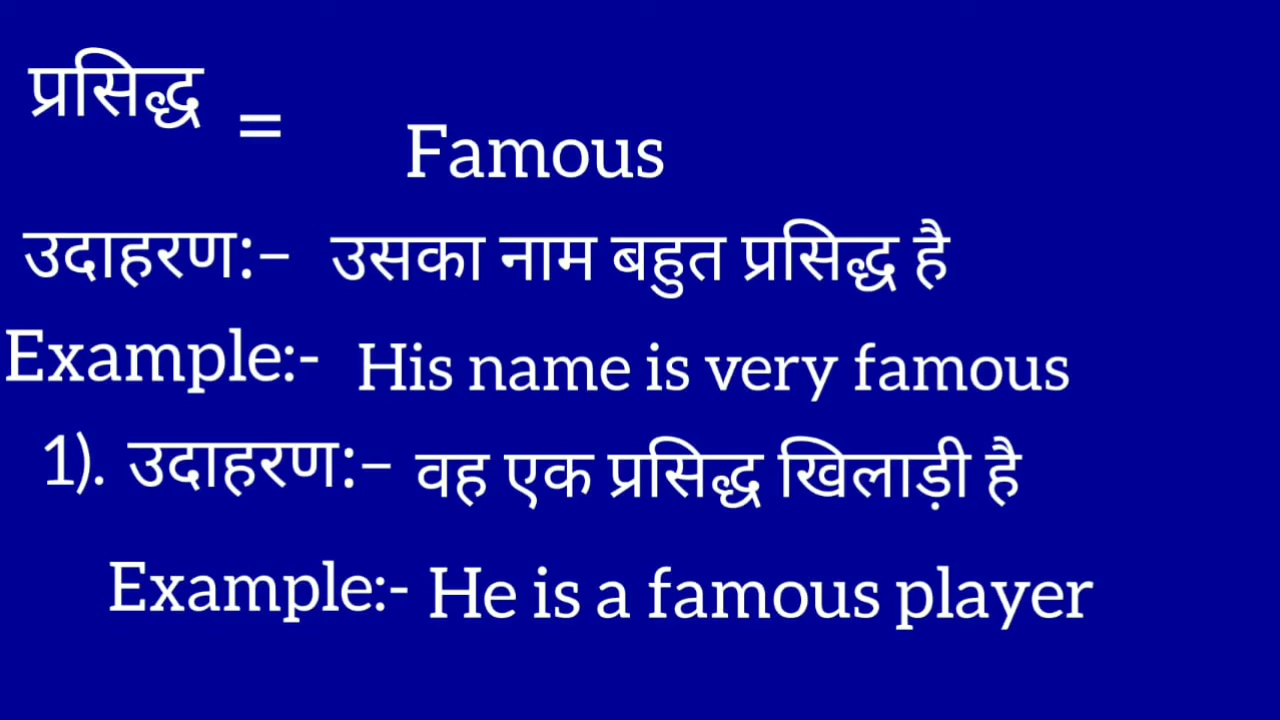 प्रसिद्ध = Famous
उदाहरण:– उसका नाम बहुत प्रसिद्ध है
Example:- His name is very famous
1). उदाहरण:– वह एक प्रसिद्ध खिलाड़ी है
Example:- He is a famous player